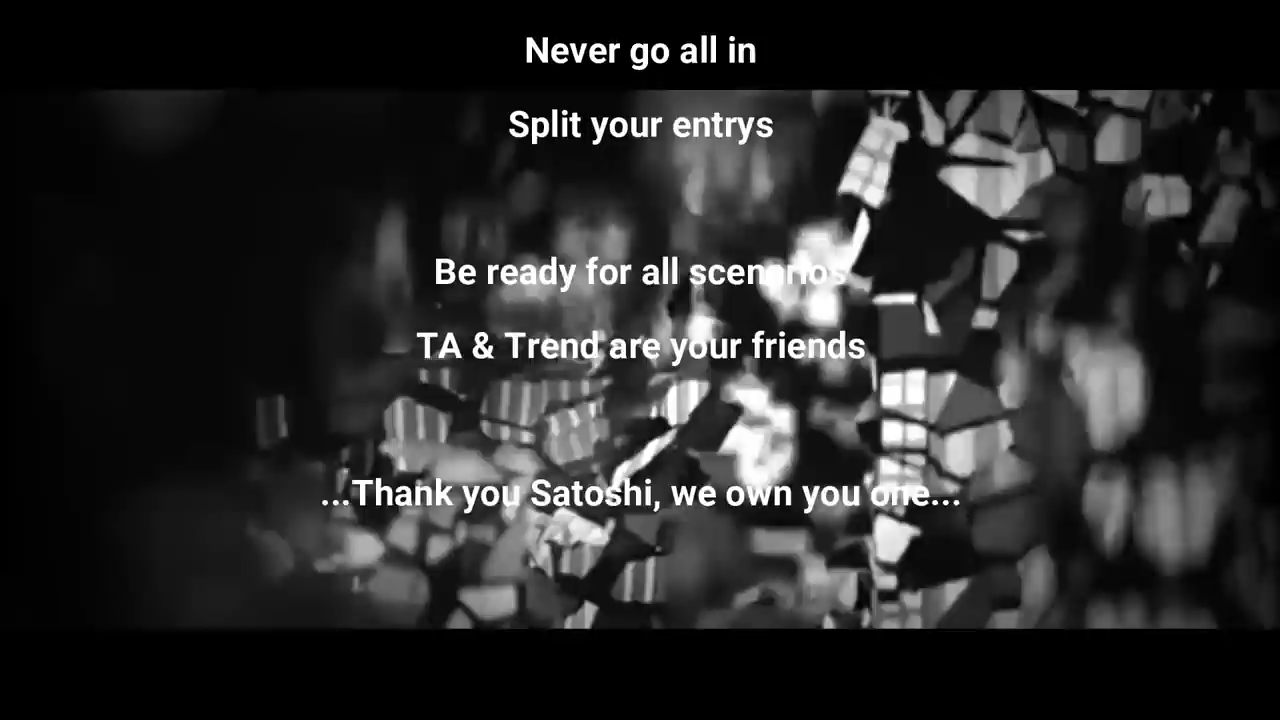 Never go all in
Split your entrys
Be ready for all scenarios
TA & Trend are your friends
...Thank you Satoshi, we own you one...